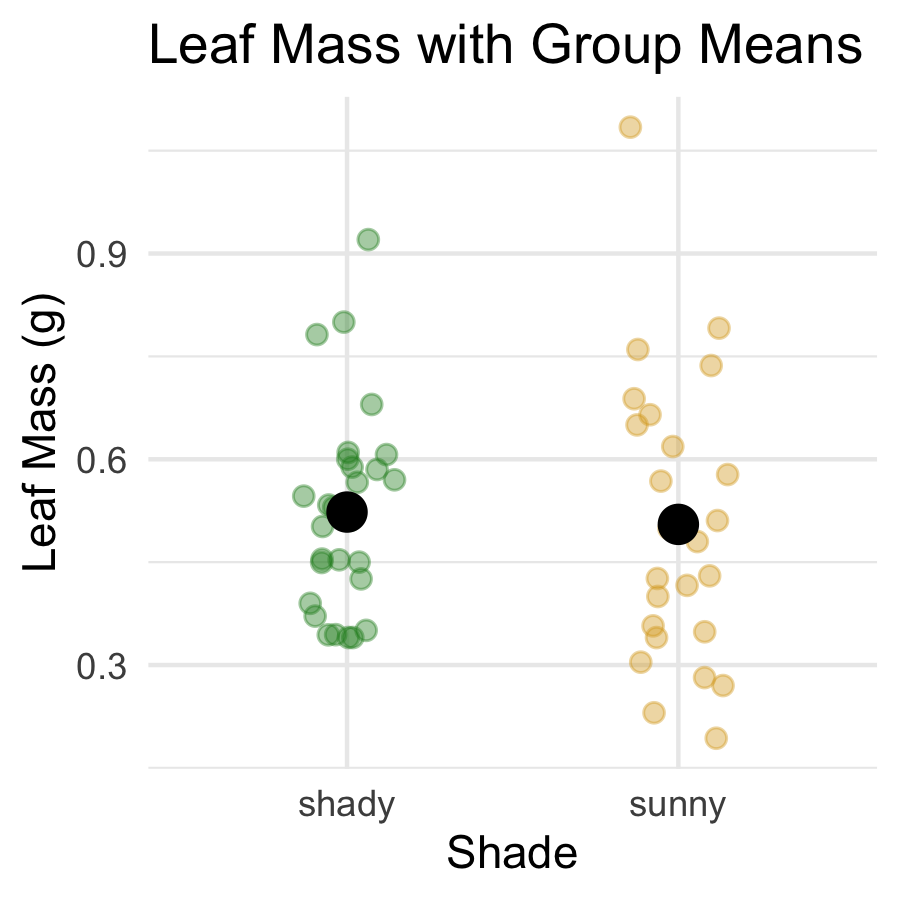 Leaf Mass with Group Means
Leaf Mass (g)
0.9
0.6
0.3
shady sunny
Shade